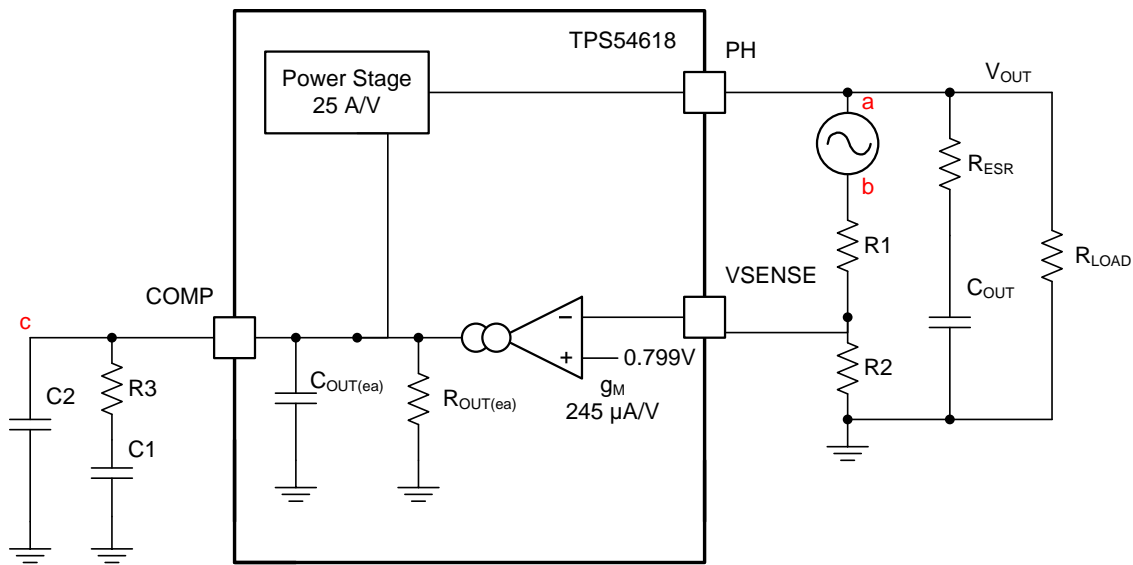 TPS54618
PH
Power Stage
25 A/V
VOUT
a
b
RESR
R1
RLOAD
VSENSE
COUT
COMP
c
0.799V
R2
gM
245 µA/V
COUT(ea)
ROUT(ea)
C2
R3
C1